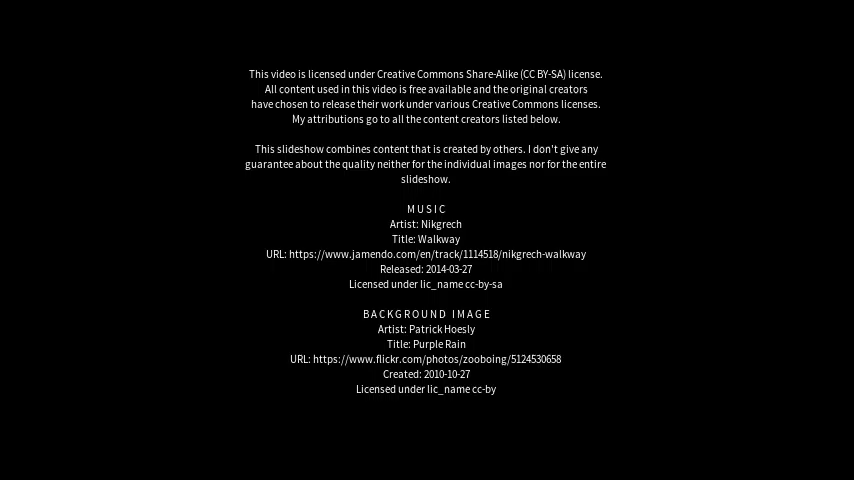 This video is licensed under Creative Commons Share-Alike (CC BY-SA) license.
All content used in this video is free available and the original creators
have chosen to release their work under various Creative Commons licenses.
My attributions go to all the content creators listed below.
This slideshow combines content that is created by others. I don't give any
guarantee about the quality neither for the individual images nor for the entire
slideshow.
MUSIC
Artist: Nikgrech
Title: Walkway
URL: https://www.jamendo.com/en/track/1114518/nikgrech-walkway
Released: 2014-03-27
Licensed under lic_name cc-by-sa
BACKGROUND IMAGE
Artist: Patrick Hoesly
Title: Purple Rain
URL: https://www.flickr.com/photos/zooboing/5124530658
Created: 2010-10-27
Licensed under lic_name cc-by